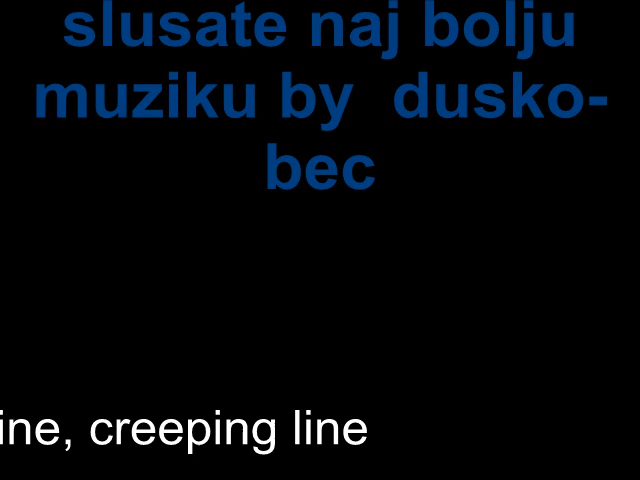 slusate naj bolju
muziku by  dusko-
bec
ine, creeping line